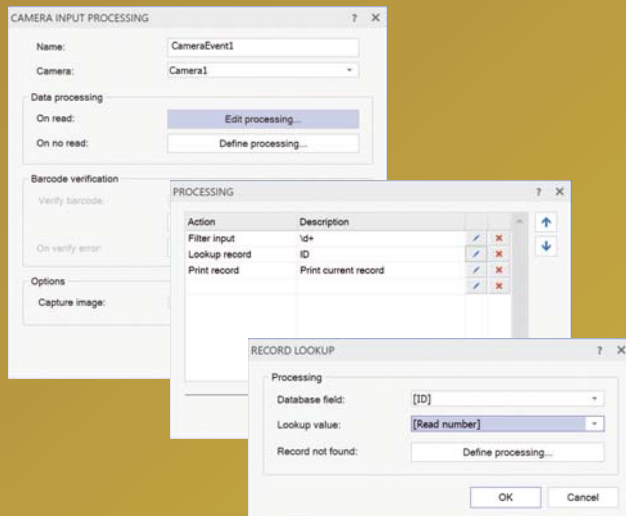 CAMERA INPUT PROCESSING ? ×
Name: CameraEvent1
Camera: Camera1
Data processing
On read: Edit processing...
On no read: Define processing...
Barcode verification
Verify barcode:
On verify error:
Options
Capture image:
PROCESSING ? ×
Action Description
Filter input \d+
Lookup record ID
Print record Print current record
RECORD LOOKUP ? ×
Processing
Database field: [ID]
Lookup value: [Read number]
Record not found: Define processing...
OK Cancel